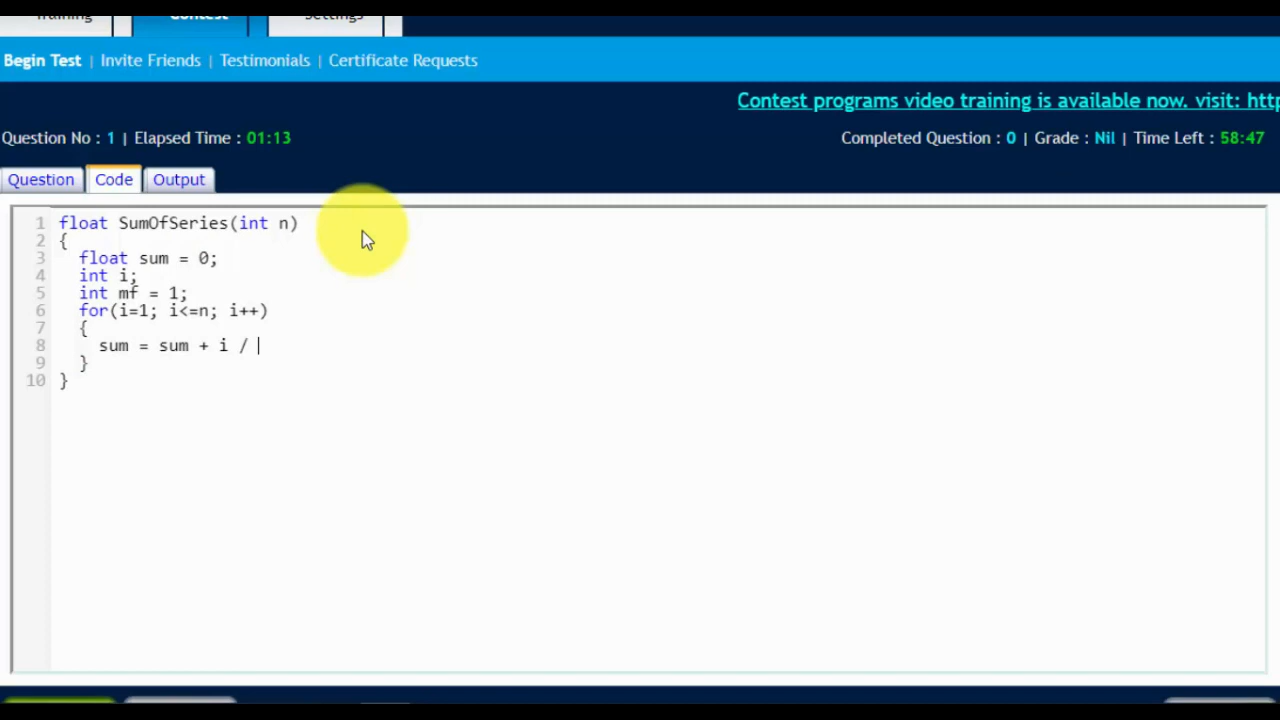 Training Contest Settings
Begin Test | Invite Friends | Testimonials | Certificate Requests
Contest programs video training is available now. visit: http
Question No : 1 | Elapsed Time : 01:13
Completed Question : 0 | Grade : Nil | Time Left : 58:47
Question Code Output
1 float SumOfSeries(int n)
2 {
3 float sum = 0;
4 int i;
5 int mf = 1;
6 for(i=1; i<=n; i++)
7 {
8 sum = sum + i /
9 }
10 }